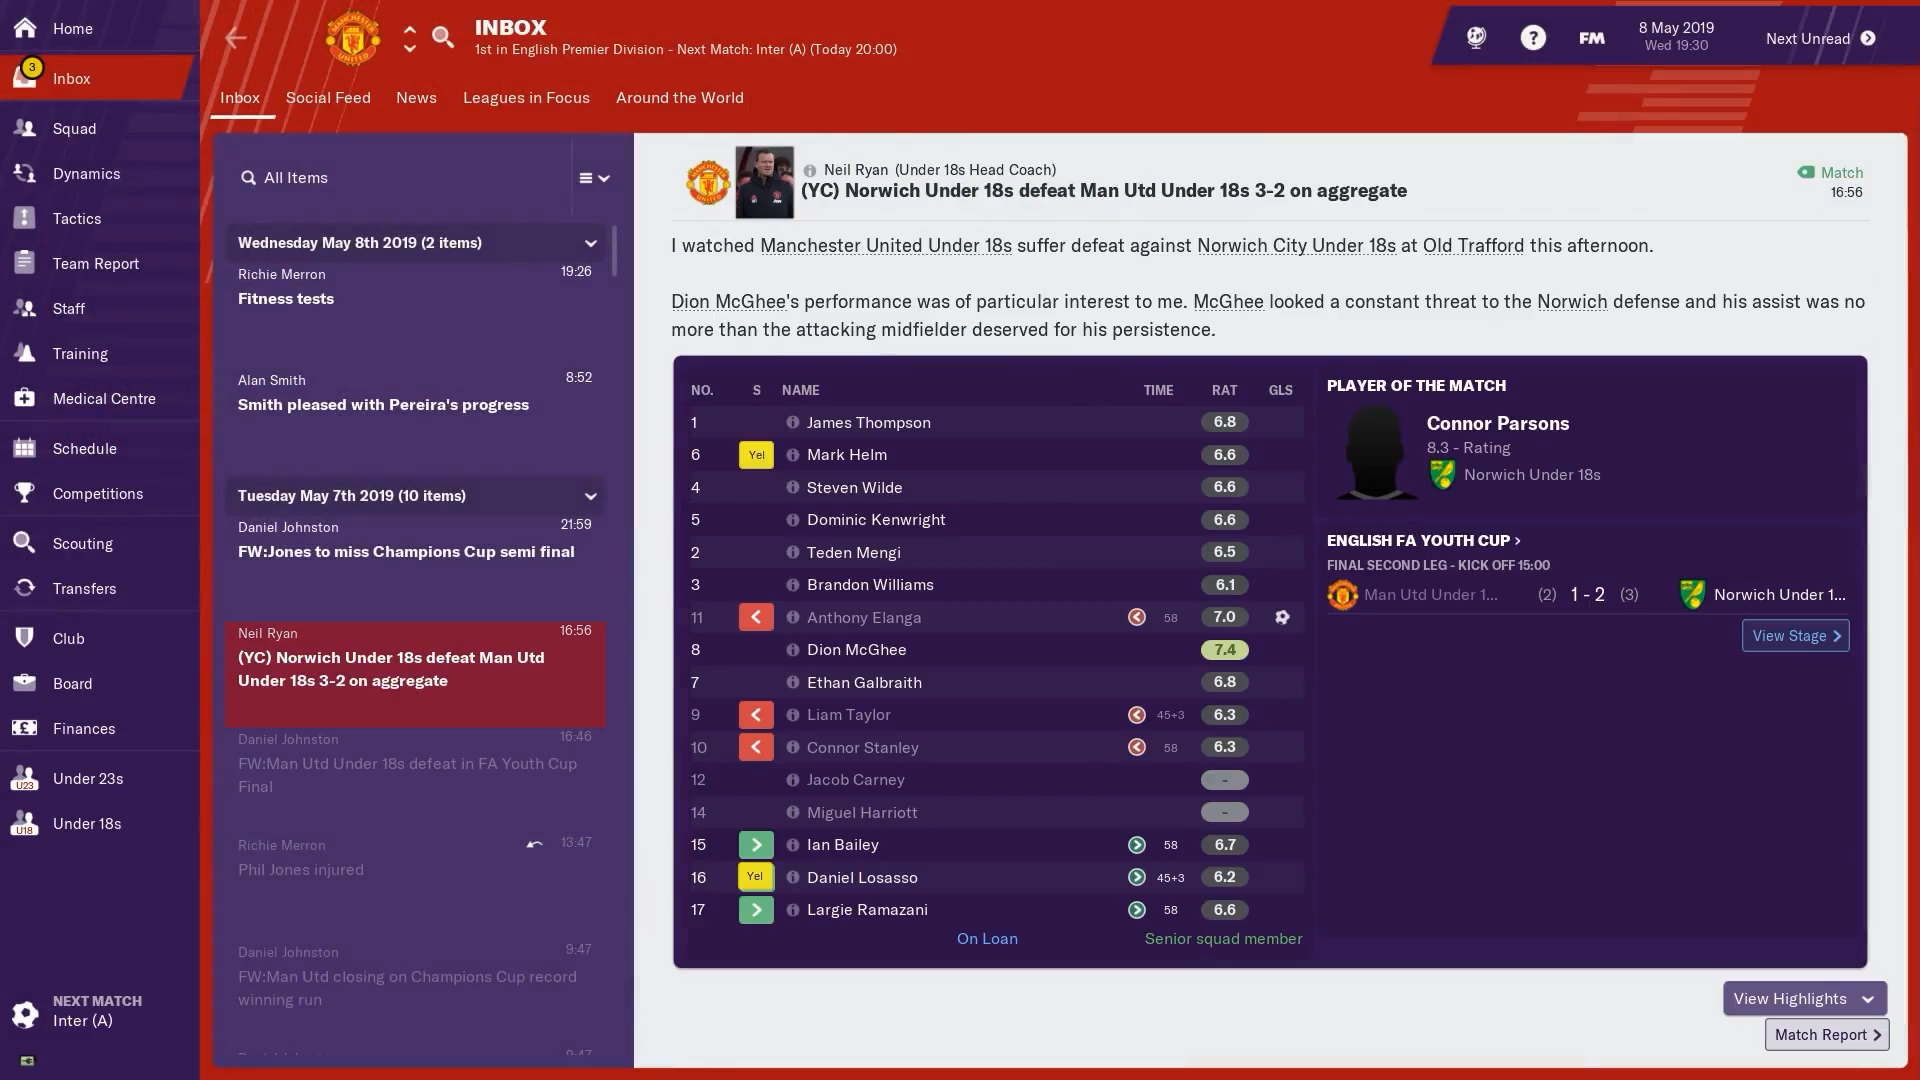 Home
3
Inbox
Squad
Dynamics
Tactics
Team Report
Staff
Training
Medical Centre
Schedule
Competitions
Scouting
Transfers
Club
Board
Finances
U23
Under 23s
U18
Under 18s
NEXT MATCH
Inter (A)
INBOX
1st in English Premier Division - Next Match: Inter (A) (Today 20:00)
FM
8 May 2019
Wed 19:30
Next Unread
Inbox Social Feed News Leagues in Focus Around the World
All Items
Wednesday May 8th 2019 (2 items)
Richie Merron 19:26
Fitness tests
Alan Smith 8:52
Smith pleased with Pereira's progress
Tuesday May 7th 2019 (10 items)
Daniel Johnston 21:59
FW:Jones to miss Champions Cup semi final
Neil Ryan 16:56
(YC) Norwich Under 18s defeat Man Utd
Under 18s 3-2 on aggregate
Daniel Johnston 16:46
FW:Man Utd Under 18s defeat in FA Youth Cup
Final
Richie Merron 13:47
Phil Jones injured
Daniel Johnston 9:47
FW:Man Utd closing on Champions Cup record
winning run
Neil Ryan (Under 18s Head Coach)
(YC) Norwich Under 18s defeat Man Utd Under 18s 3-2 on aggregate
Match
16:56
I watched Manchester United Under 18s suffer defeat against Norwich City Under 18s at Old Trafford this afternoon.
Dion McGhee's performance was of particular interest to me. McGhee looked a constant threat to the Norwich defense and his assist was no
more than the attacking midfielder deserved for his persistence.
NO. S NAME TIME RAT GLS
1 James Thompson 6.8
6 Yel Mark Helm 6.6
4 Steven Wilde 6.6
5 Dominic Kenwright 6.6
2 Teden Mengi 6.5
3 Brandon Williams 6.1
11 Anthony Elanga 58 7.0
8 Dion McGhee 7.4
7 Ethan Galbraith 6.8
9 Liam Taylor 45+3 6.3
10 Connor Stanley 58 6.3
12 Jacob Carney -
14 Miguel Harriott -
15 Ian Bailey 58 6.7
16 Yel Daniel Losasso 45+3 6.2
17 Largie Ramazani 58 6.6
On Loan Senior squad member
PLAYER OF THE MATCH
Connor Parsons
8.3 - Rating
Norwich Under 18s
ENGLISH FA YOUTH CUP >
FINAL SECOND LEG - KICK OFF 15:00
Man Utd Under 1... (2) 1 - 2 (3) Norwich Under 1...
View Stage
View Highlights
Match Report